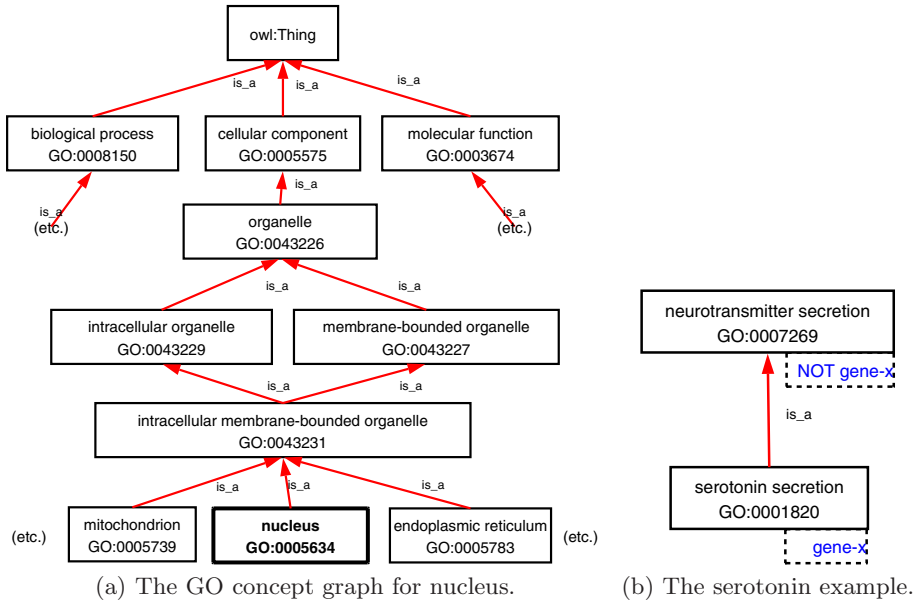 owl:Thing
is_a
is_a
is_a
biological process
GO:0008150
cellular component
GO:0005575
molecular function
GO:0003674
is_a
(etc.)
is_a
is_a
(etc.)
organelle
GO:0043226
is_a
is_a
intracellular organelle
GO:0043229
membrane-bounded organelle
GO:0043227
is_a
is_a
intracellular membrane-bounded organelle
GO:0043231
is_a
is_a
is_a
(etc.)
mitochondrion
GO:0005739
nucleus
GO:0005634
endoplasmic reticulum
GO:0005783
(etc.)
(a) The GO concept graph for nucleus.
neurotransmitter secretion
GO:0007269
NOT gene-x
is_a
serotonin secretion
GO:0001820
gene-x
(b) The serotonin example.